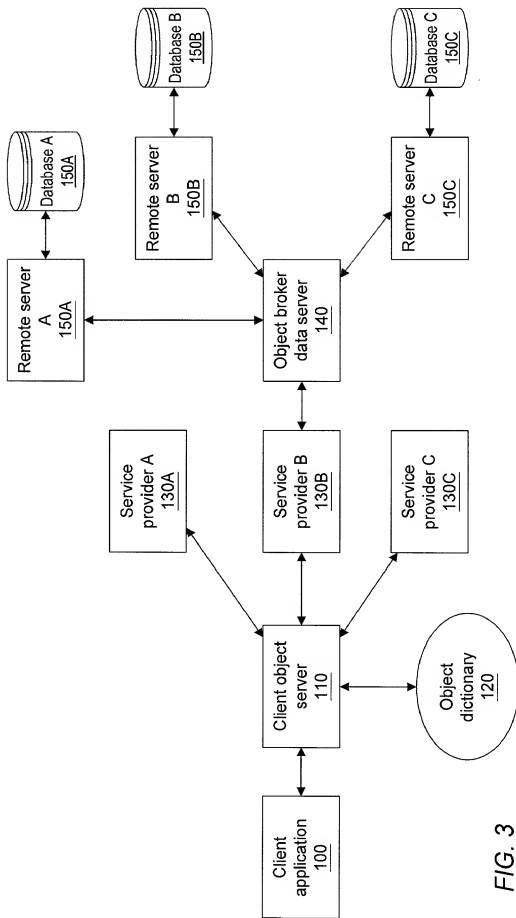 Client
application
100
Client object
server
110
Object
dictionary
120
Service
provider A
130A
Service
provider B
130B
Service
provider C
130C
Object broker
data server
140
Remote server
A
150A
Database A
150A
Remote server
B
150B
Database B
150B
Remote server
C
150C
Database C
150C
FIG. 3